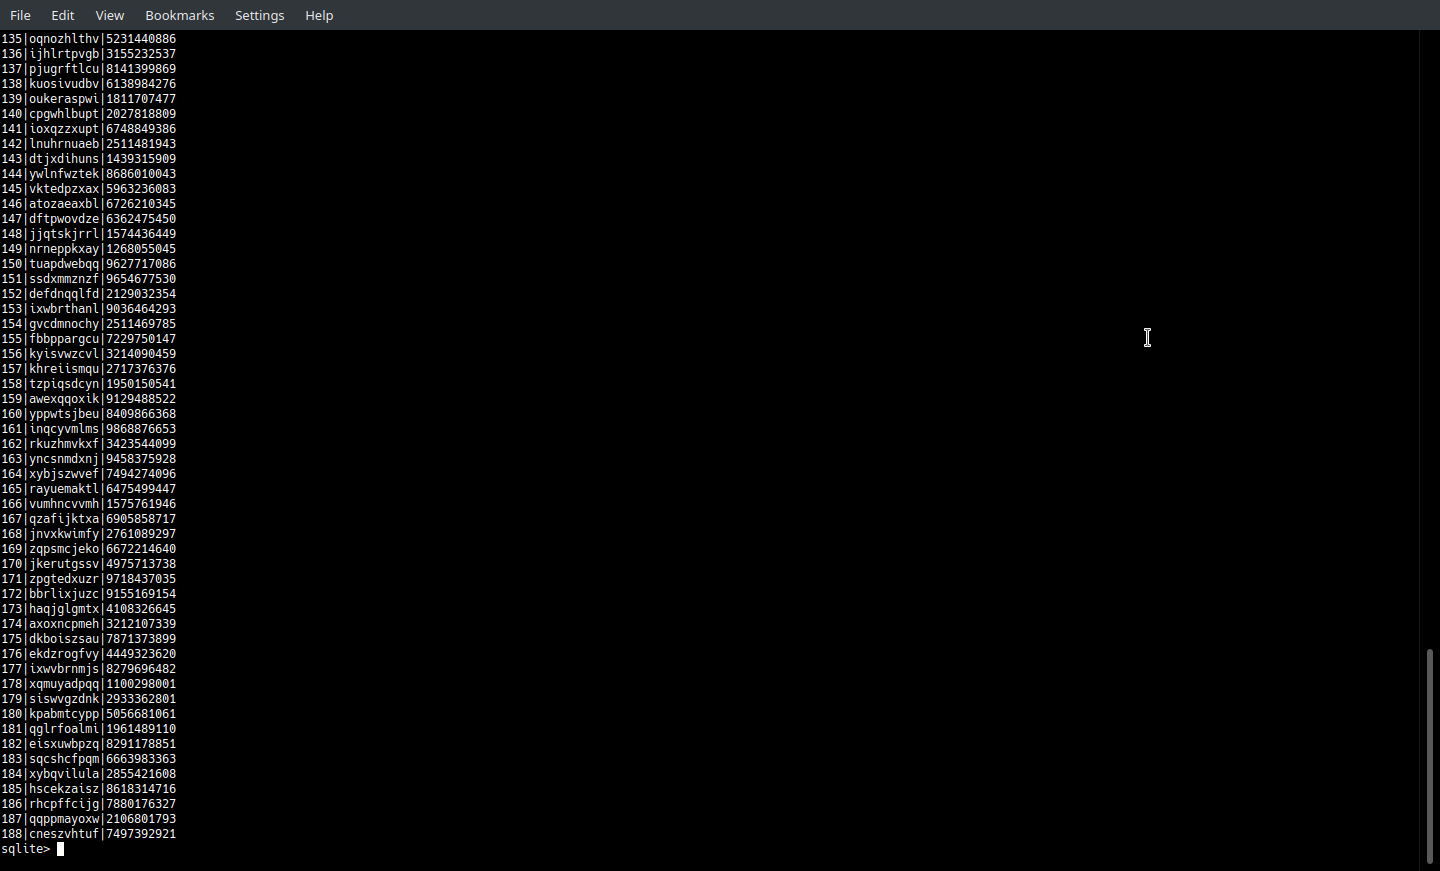 File Edit View Bookmarks Settings Help
135|oqnozhlthv|5231440886
136|ijhlrtpvgb|3155232537
137|pjugrftlcu|8141399869
138|kuosivudbv|6138984276
139|oukeraspwi|1811707477
140|cpgwhlbupt|2027818809
141|ioxqzzxupt|6748849386
142|lnuhrnuaeb|2511481943
143|dtjxdihuns|1439315909
144|ywlnfwztek|8686010043
145|vktedpzxax|5963236083
146|atozaeaxbl|6726210345
147|dftpwovdze|6362475450
148|jjqtskjrrl|1574436449
149|nrneppkxay|1268055045
150|tuapdwebqq|9627717086
151|ssdxmmznzf|9654677530
152|defdnqqlfd|2129032354
153|ixwbrthanl|9036464293
154|gvcdmnochy|2511469785
155|fbbppargcu|7229750147
156|kyisvwzcvl|3214090459
157|khreiismqu|2717376376
158|tzpiqsdcyn|1950150541
159|awexqqoxik|9129488522
160|yppwtsjbeu|8409866368
161|inqcyvmlms|9868876653
162|rkuzhmvkxf|3423544099
163|yncsnmdxnj|9458375928
164|xybjszwvef|7494274096
165|rayuemaktl|6475499447
166|vumhncvvmh|1575761946
167|qzafijktxa|6905858717
168|jnvxkwimfy|2761089297
169|zqpsmcjeko|6672214640
170|jkerutgssv|4975713738
171|zpgtedxuzr|9718437035
172|bbrlixjuzc|9155169154
173|haqjglgmtx|4108326645
174|axoxncpmeh|3212107339
175|dkboiszsau|7871373899
176|ekdzrogfvy|4449323620
177|ixwvbrnmjs|8279696482
178|xqmuyadpqq|1100298001
179|siswvgzdnk|2933362801
180|kpabmtcypp|5056681061
181|qglrfoalmi|1961489110
182|eisxuwbpzq|8291178851
183|sqcshcfpqm|6663983363
184|xybqvilula|2855421608
185|hscekzaisz|8618314716
186|rhcpffcijg|7880176327
187|qqppmayoxw|2106801793
188|cneszvhtuf|7497392921
sqlite>